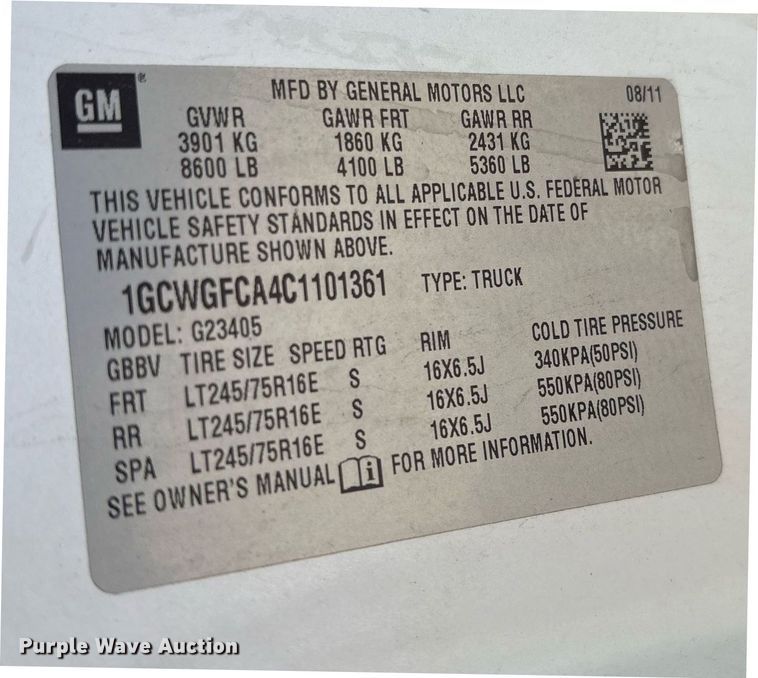 GM®
MFD BY GENERAL MOTORS LLC 08/11
GVWR GAWR FRT GAWR RR
3901 KG 1860 KG 2431 KG
8600 LB 4100 LB 5360 LB
THIS VEHICLE CONFORMS TO ALL APPLICABLE U.S. FEDERAL MOTOR
VEHICLE SAFETY STANDARDS IN EFFECT ON THE DATE OF
MANUFACTURE SHOWN ABOVE.
1GCWGFCA4C1101361 TYPE: TRUCK
MODEL: G23405
GBBV TIRE SIZE SPEED RTG RIM COLD TIRE PRESSURE
FRT LT245/75R16E S 16X6.5J 340KPA(50PSI)
RR LT245/75R16E S 16X6.5J 550KPA(80PSI)
SPA LT245/75R16E S 16X6.5J 550KPA(80PSI)
SEE OWNER'S MANUAL i FOR MORE INFORMATION.
Purple Wave Auction